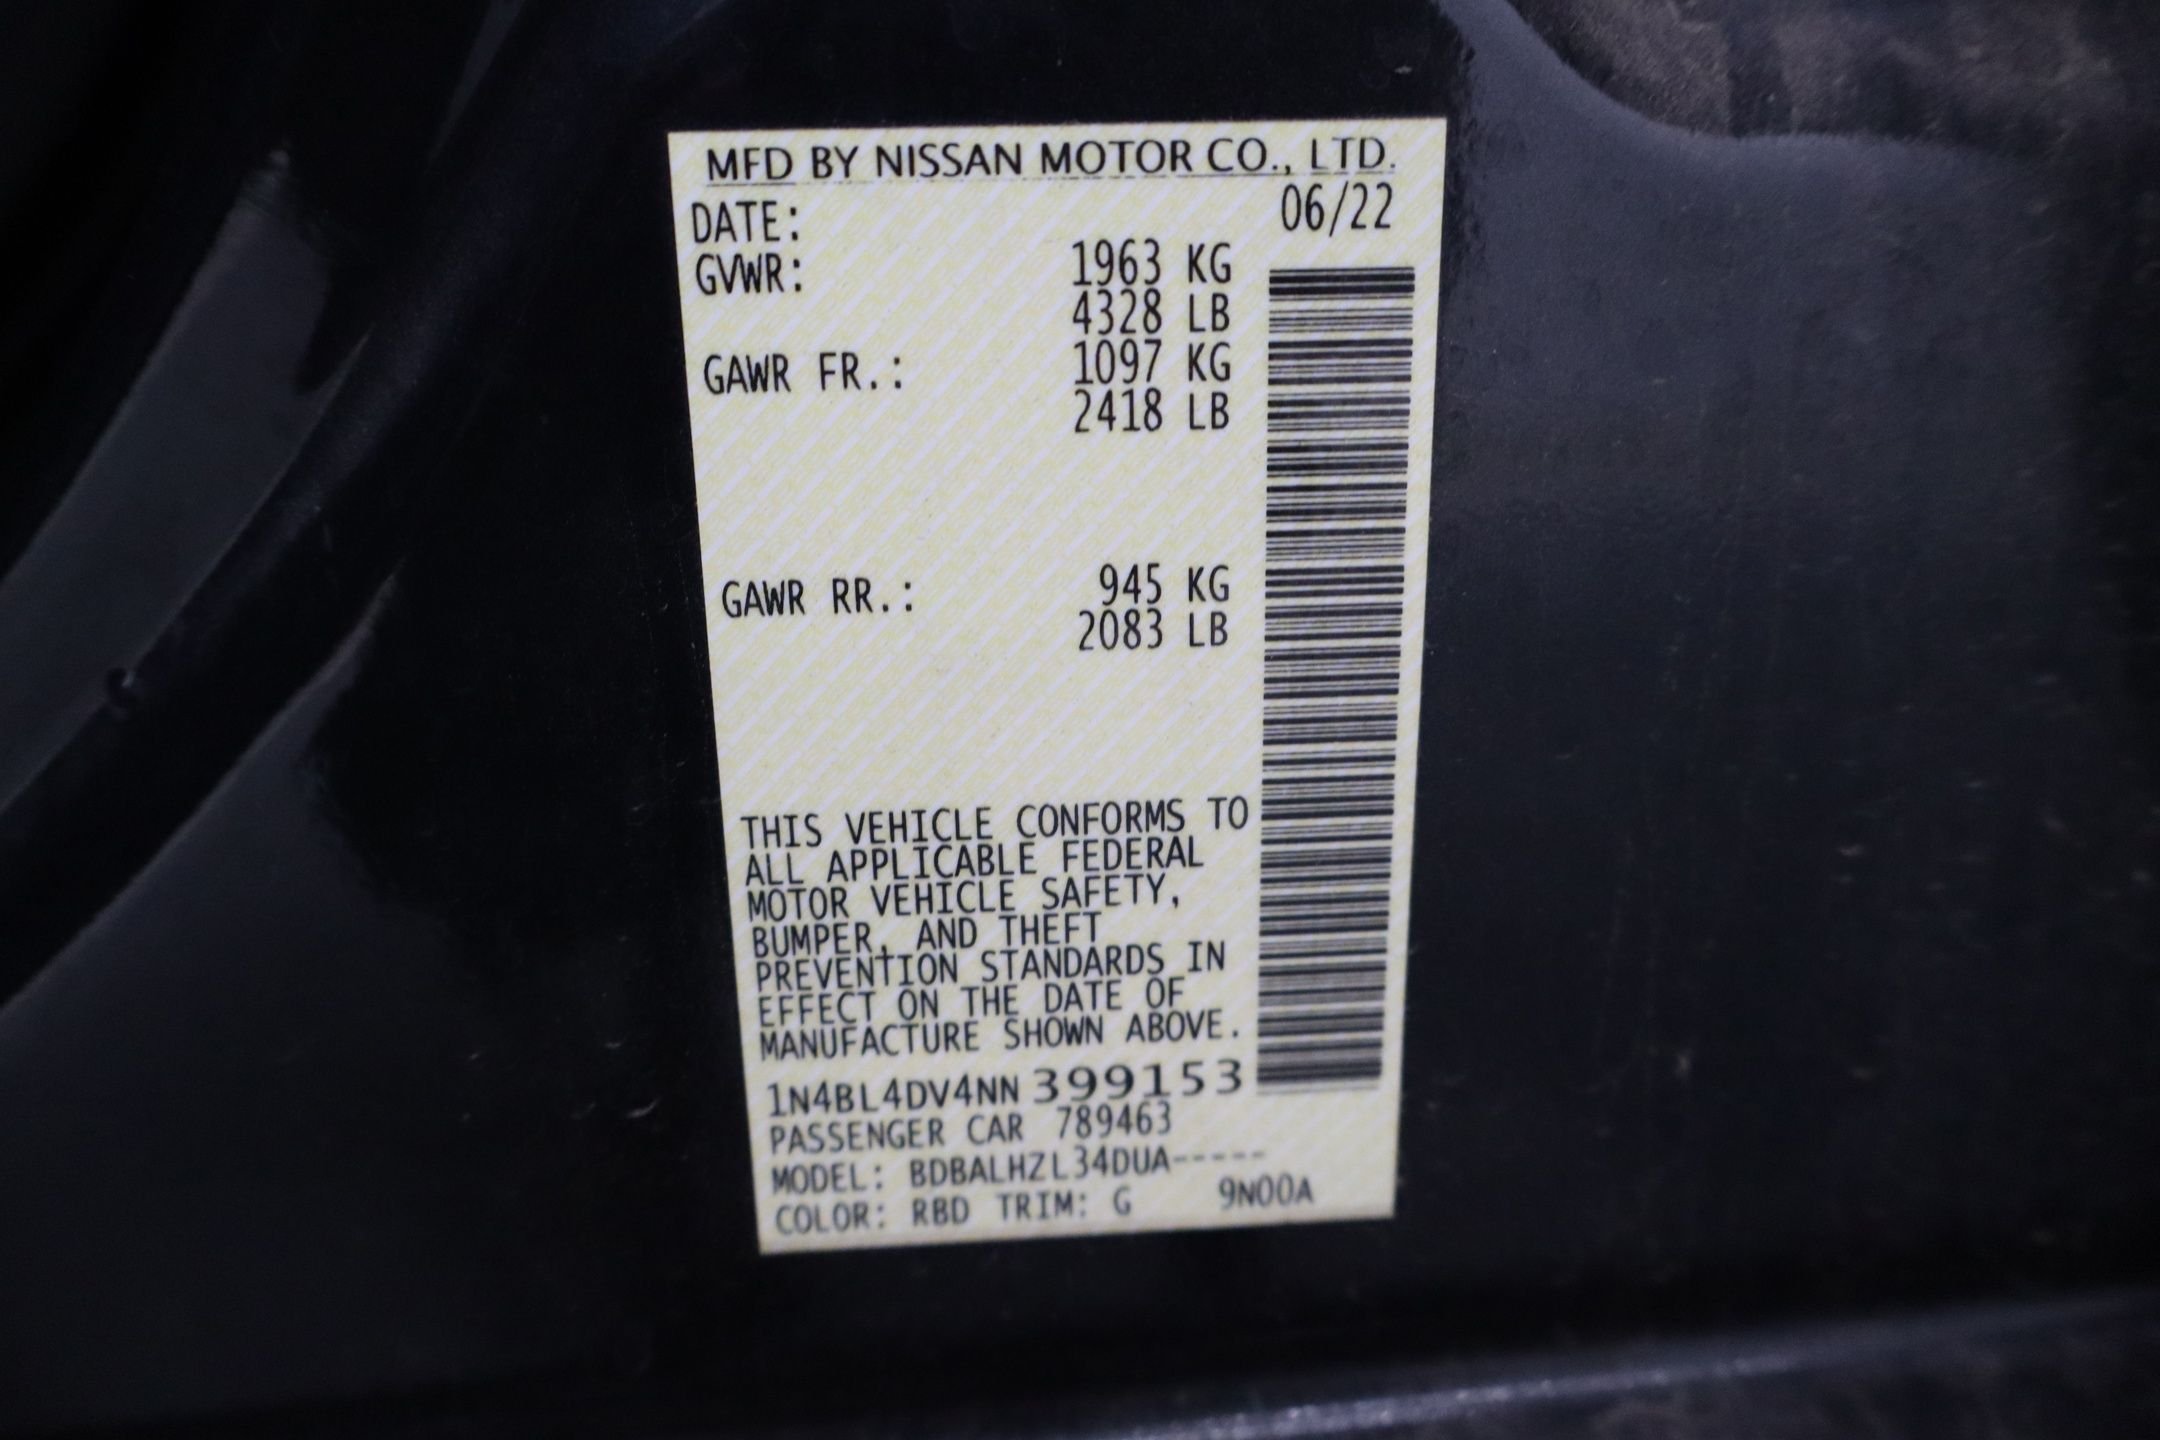 MFD BY NISSAN MOTOR CO., LTD.
DATE: 06/22
GVWR: 1963 KG
4328 LB
GAWR FR.: 1097 KG
2418 LB
GAWR RR.: 945 KG
2083 LB
THIS VEHICLE CONFORMS TO
ALL APPLICABLE FEDERAL
MOTOR VEHICLE SAFETY,
BUMPER, AND THEFT
PREVENTION STANDARDS IN
EFFECT ON THE DATE OF
MANUFACTURE SHOWN ABOVE.
1N4BL4DV4NN399153
PASSENGER CAR 789463
MODEL: BDBALHZL34DUA-----
COLOR: RBD TRIM: G 9N00A